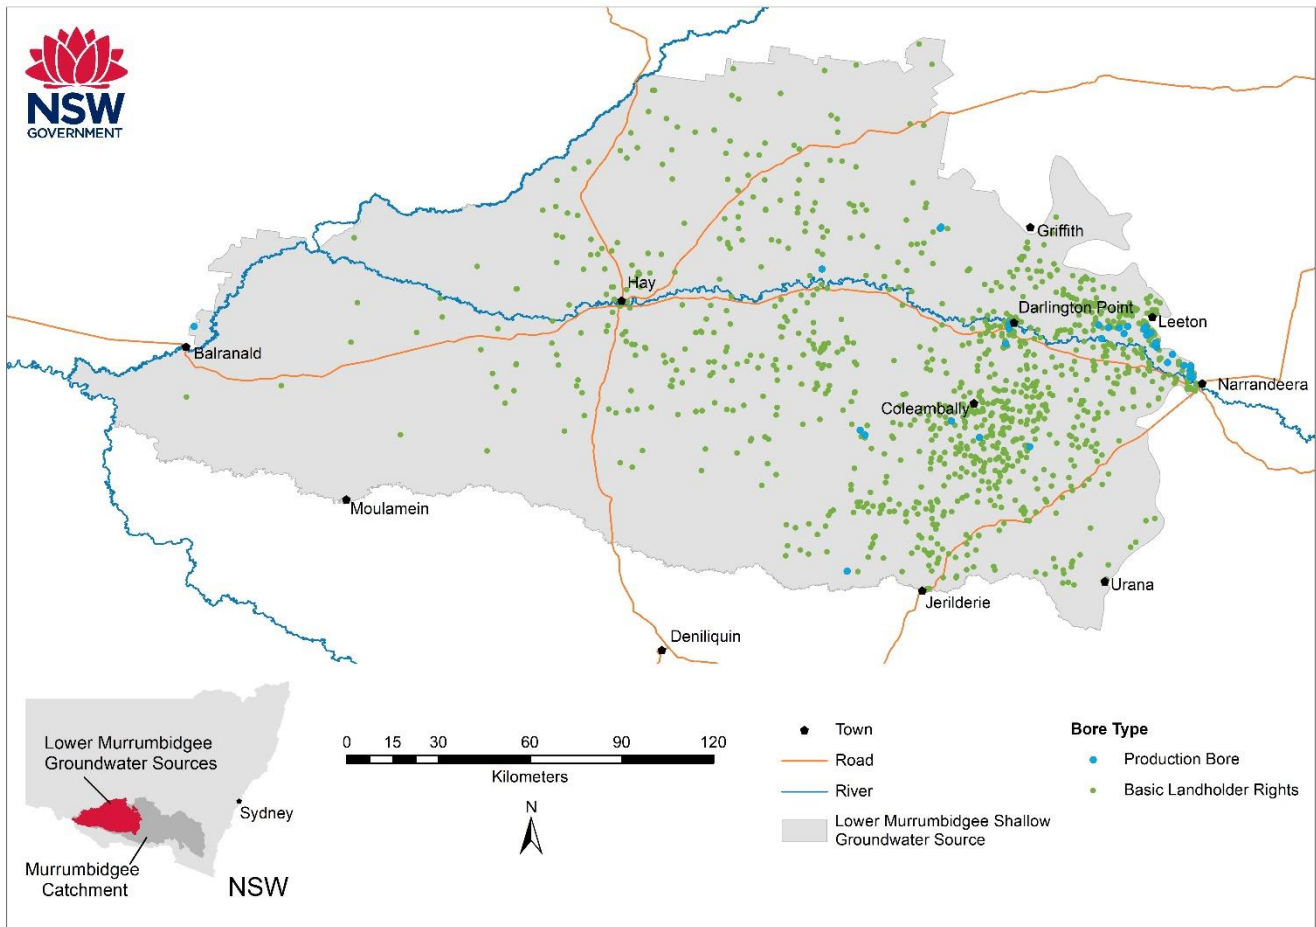 NSW
GOVERNMENT
Griffith
Hay
Darlington Point
Leeton
Balranald
Narrandeera
Coleambally
Moulamein
Urana
Jerilderie
Deniliquin
Lower Murrumbidgee
Groundwater Sources
Sydney
Murrumbidgee
Catchment
NSW
0 15 30 60 90 120
Kilometers
N
Town
Road
River
Lower Murrumbidgee Shallow
Groundwater Source
Bore Type
Production Bore
Basic Landholder Rights